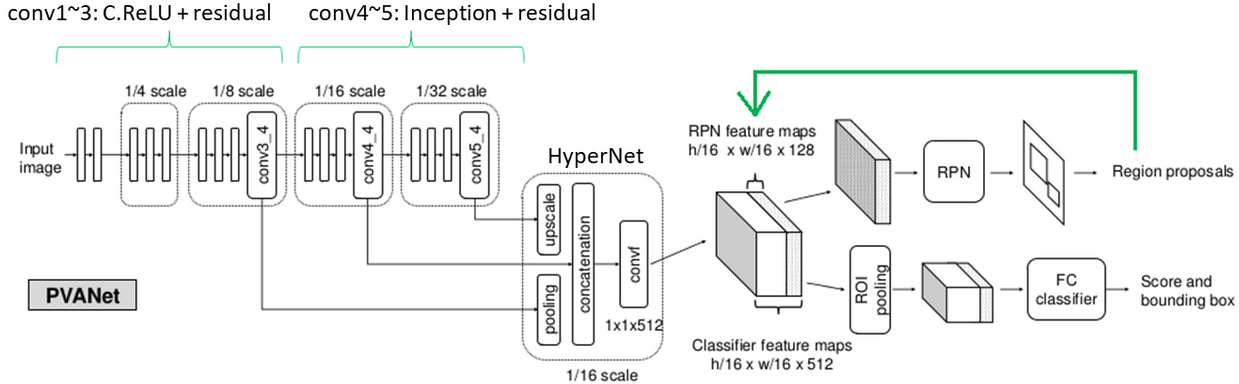 conv1~3: C.ReLU + residual
conv4~5: Inception + residual
1/4 scale
1/8 scale
1/16 scale
1/32 scale
Input
image
conv3_4
conv4_4
conv5_4
HyperNet
upscale
pooling
concatenation
convf
1x1x512
1/16 scale
PVANet
RPN feature maps
h/16 x w/16 x 128
RPN
Region proposals
ROI
pooling
FC
classifier
Score and
bounding box
Classifier feature maps
h/16 x w/16 x 512